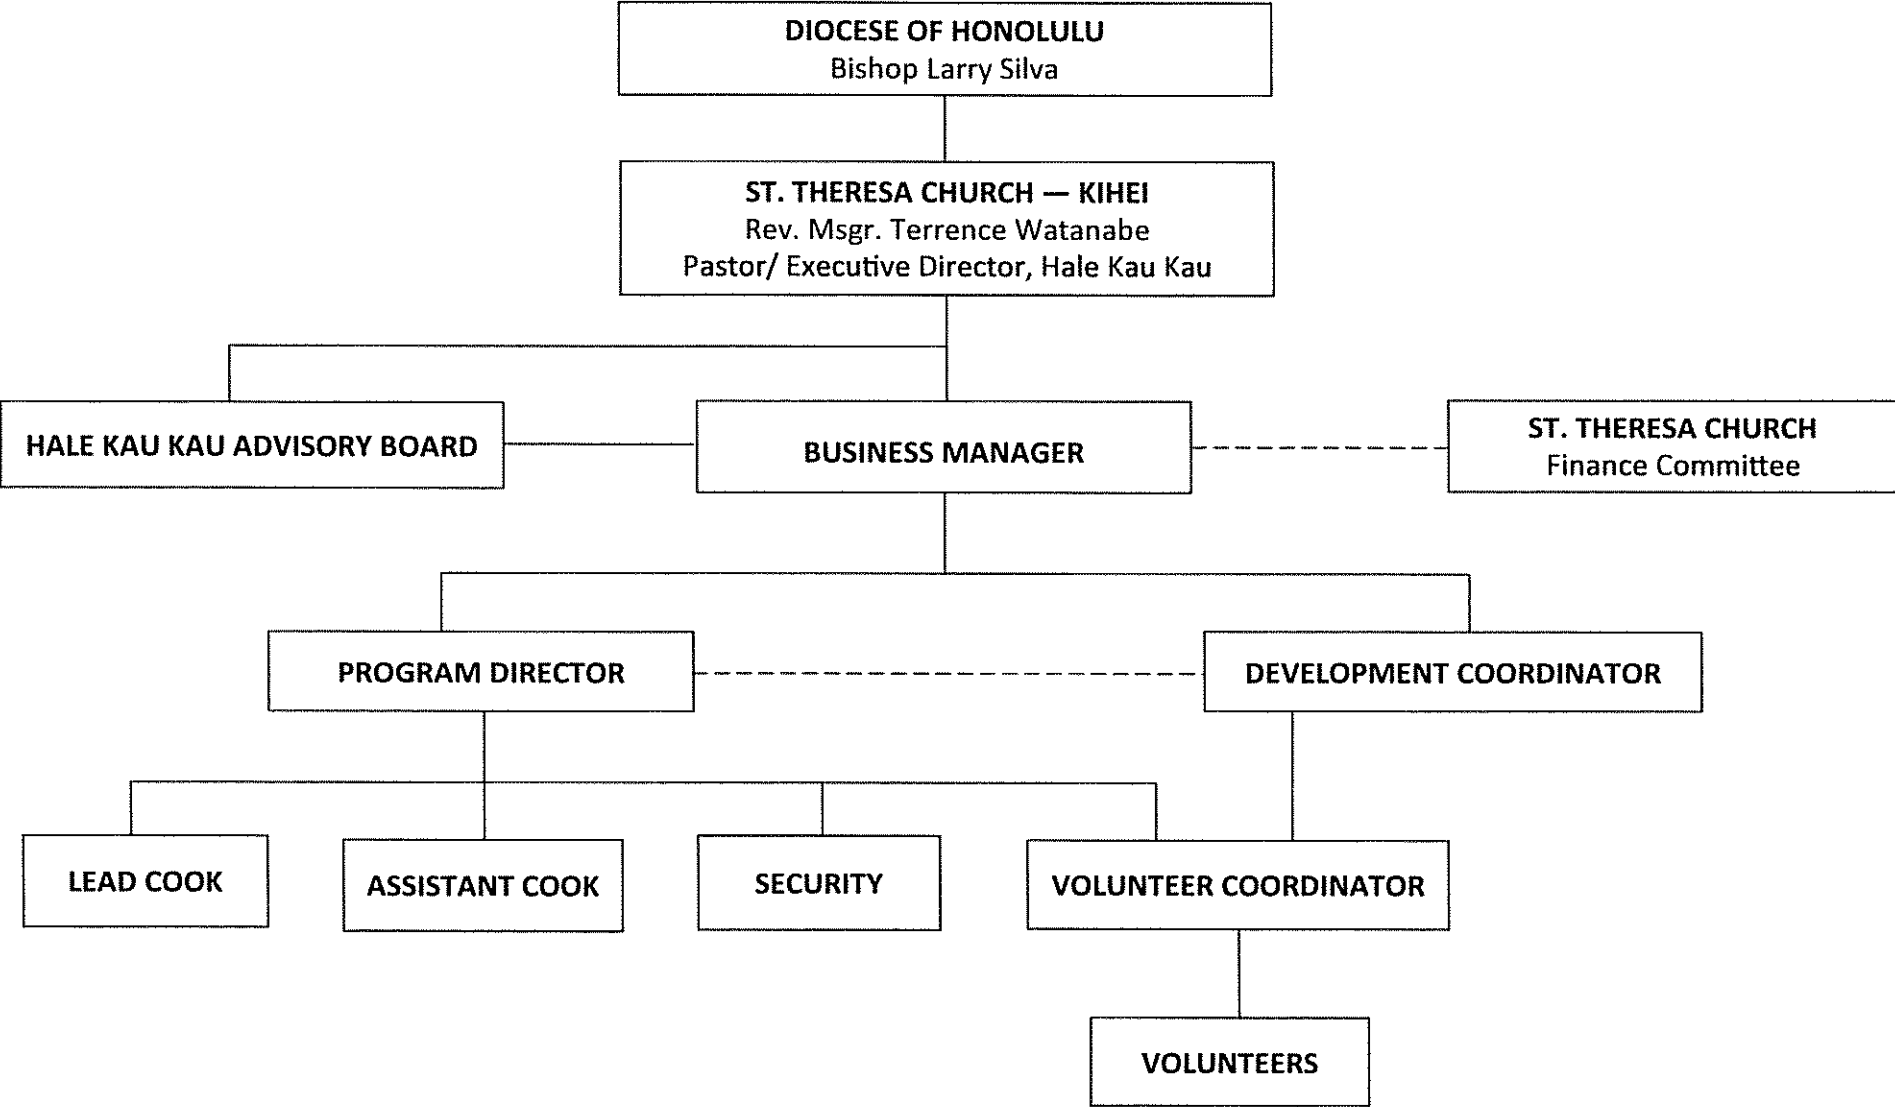 DIOCESE OF HONOLULU
Bishop Larry Silva
ST. THERESA CHURCH — KIHEI
Rev. Msgr. Terrence Watanabe
Pastor/ Executive Director, Hale Kau Kau
HALE KAU KAU ADVISORY BOARD
BUSINESS MANAGER
ST. THERESA CHURCH
Finance Committee
PROGRAM DIRECTOR
DEVELOPMENT COORDINATOR
LEAD COOK
ASSISTANT COOK
SECURITY
VOLUNTEER COORDINATOR
VOLUNTEERS